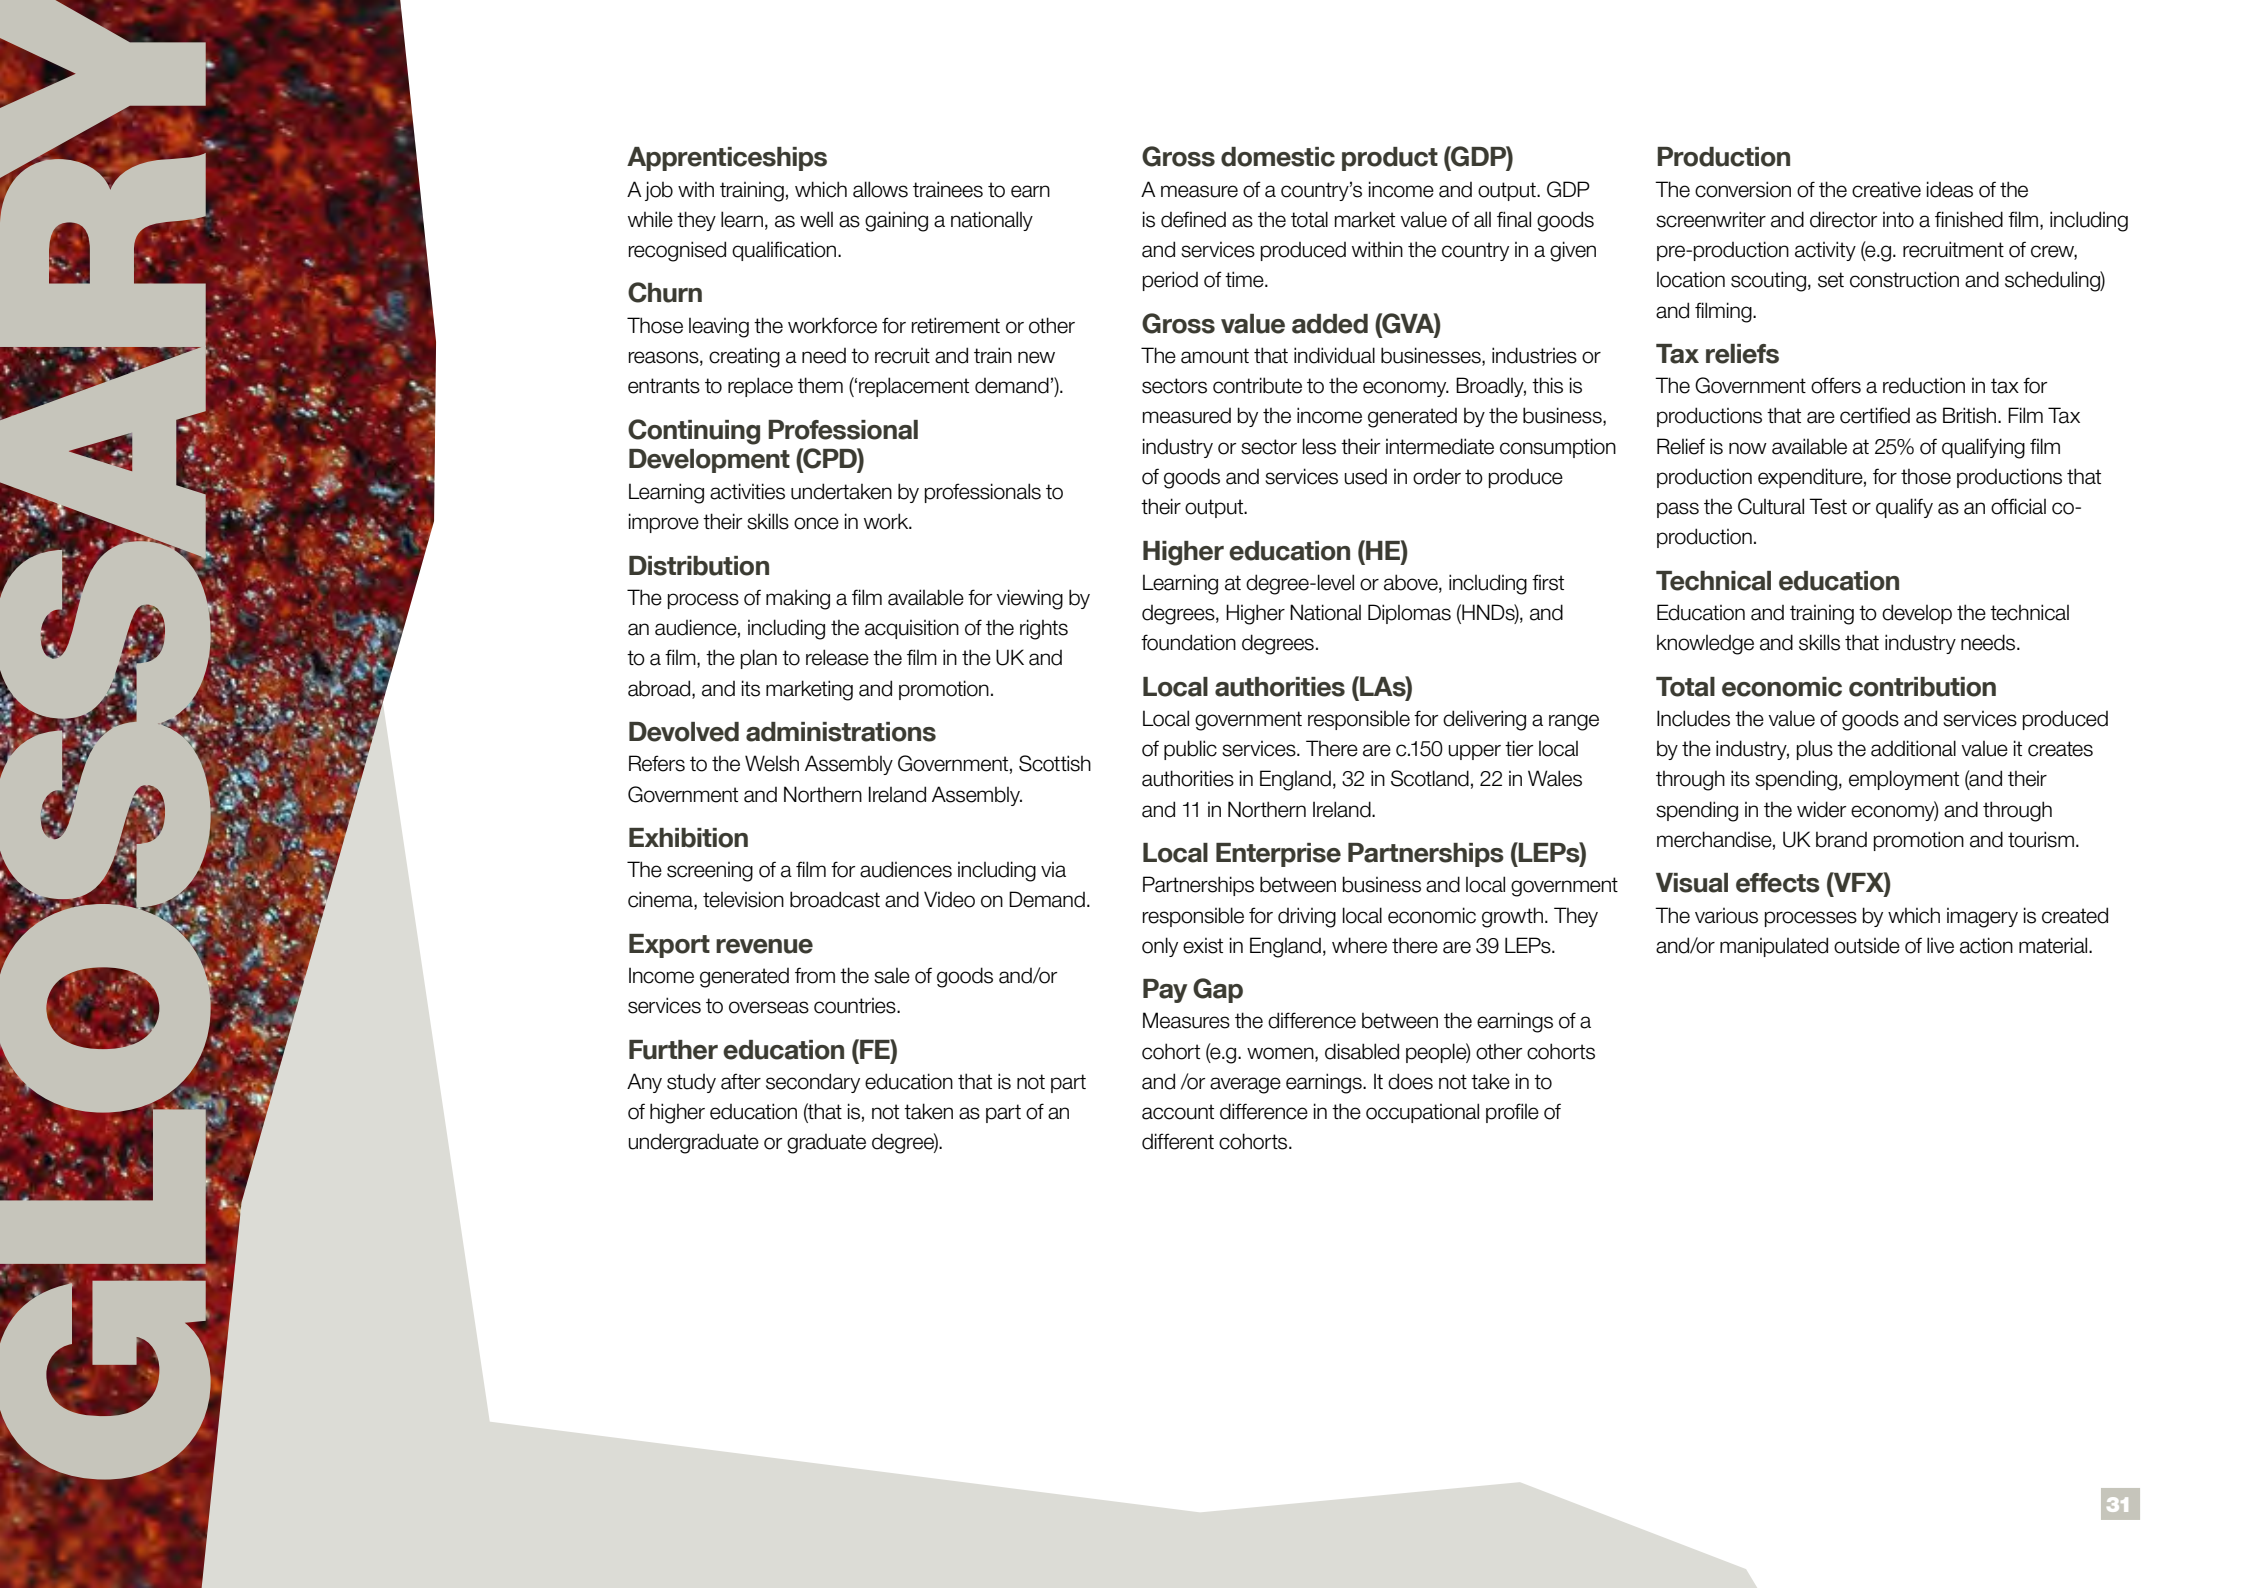 GLOSSARY
Apprenticeships
A job with training, which allows trainees to earn
while they learn, as well as gaining a nationally
recognised qualification.
Churn
Those leaving the workforce for retirement or other
reasons, creating a need to recruit and train new
entrants to replace them (‘replacement demand’).
Continuing Professional
Development (CPD)
Learning activities undertaken by professionals to
improve their skills once in work.
Distribution
The process of making a film available for viewing by
an audience, including the acquisition of the rights
to a film, the plan to release the film in the UK and
abroad, and its marketing and promotion.
Devolved administrations
Refers to the Welsh Assembly Government, Scottish
Government and Northern Ireland Assembly.
Exhibition
The screening of a film for audiences including via
cinema, television broadcast and Video on Demand.
Export revenue
Income generated from the sale of goods and/or
services to overseas countries.
Further education (FE)
Any study after secondary education that is not part
of higher education (that is, not taken as part of an
undergraduate or graduate degree).
Gross domestic product (GDP)
A measure of a country’s income and output. GDP
is defined as the total market value of all final goods
and services produced within the country in a given
period of time.
Gross value added (GVA)
The amount that individual businesses, industries or
sectors contribute to the economy. Broadly, this is
measured by the income generated by the business,
industry or sector less their intermediate consumption
of goods and services used in order to produce
their output.
Higher education (HE)
Learning at degree-level or above, including first
degrees, Higher National Diplomas (HNDs), and
foundation degrees.
Local authorities (LAs)
Local government responsible for delivering a range
of public services. There are c.150 upper tier local
authorities in England, 32 in Scotland, 22 in Wales
and 11 in Northern Ireland.
Local Enterprise Partnerships (LEPs)
Partnerships between business and local government
responsible for driving local economic growth. They
only exist in England, where there are 39 LEPs.
Pay Gap
Measures the difference between the earnings of a
cohort (e.g. women, disabled people) other cohorts
and /or average earnings. It does not take in to
account difference in the occupational profile of
different cohorts.
Production
The conversion of the creative ideas of the
screenwriter and director into a finished film, including
pre-production activity (e.g. recruitment of crew,
location scouting, set construction and scheduling)
and filming.
Tax reliefs
The Government offers a reduction in tax for
productions that are certified as British. Film Tax
Relief is now available at 25% of qualifying film
production expenditure, for those productions that
pass the Cultural Test or qualify as an official co-
production.
Technical education
Education and training to develop the technical
knowledge and skills that industry needs.
Total economic contribution
Includes the value of goods and services produced
by the industry, plus the additional value it creates
through its spending, employment (and their
spending in the wider economy) and through
merchandise, UK brand promotion and tourism.
Visual effects (VFX)
The various processes by which imagery is created
and/or manipulated outside of live action material.
31